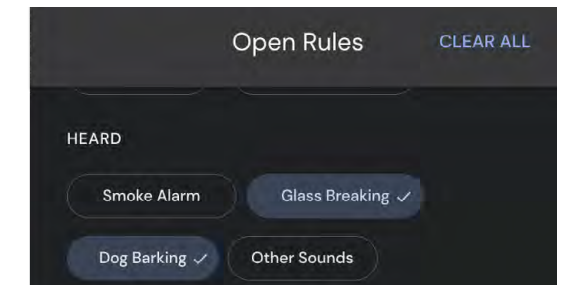 Open Rules CLEAR ALL
HEARD
Smoke Alarm Glass Breaking ✓
Dog Barking ✓ Other Sounds